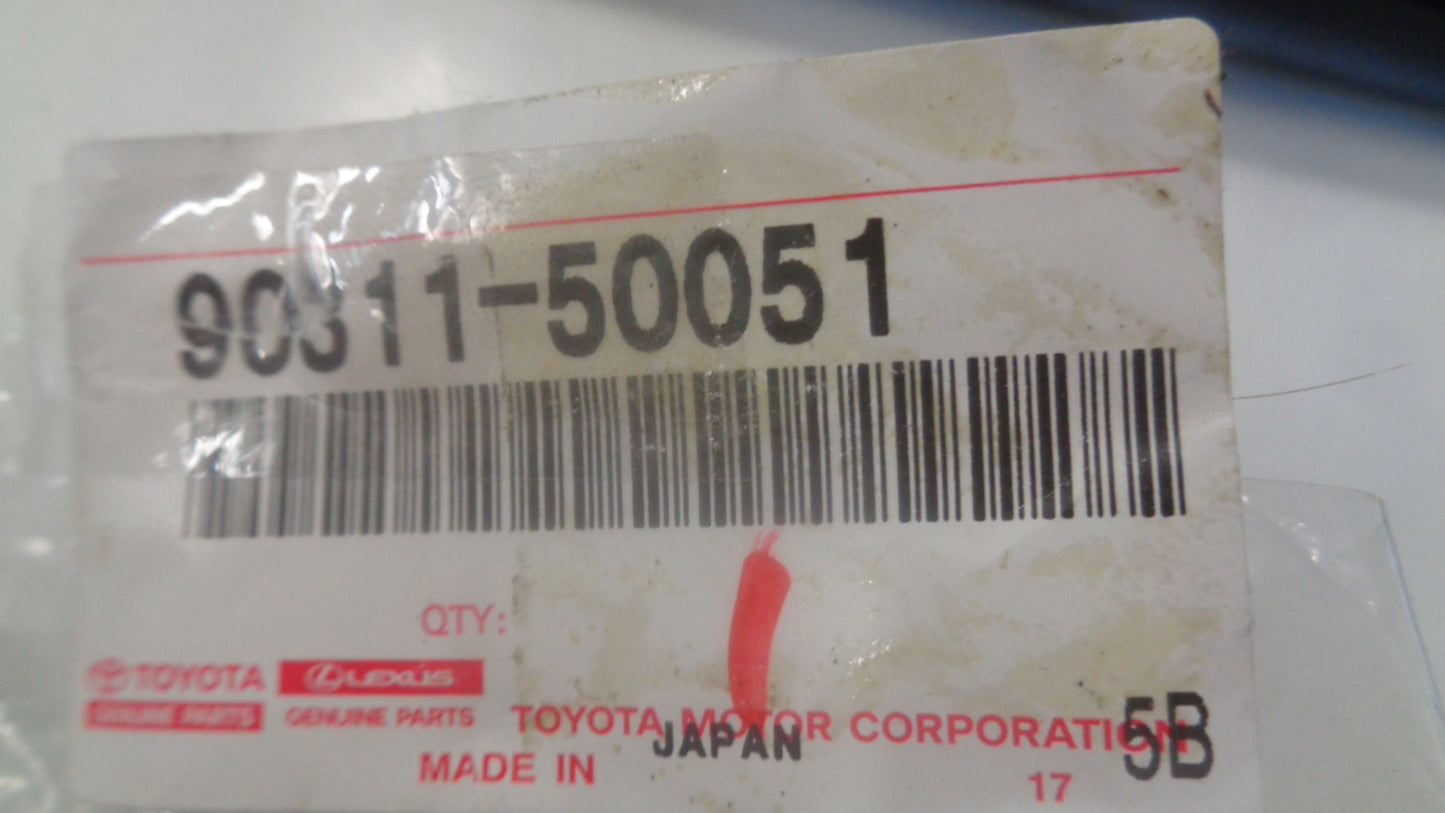 90311-50051
QTY:
TOYOTA LEXUS
GENUINE PARTS GENUINE PARTS TOYOTA MOTOR CORPORATION 5B
MADE IN JAPAN 17